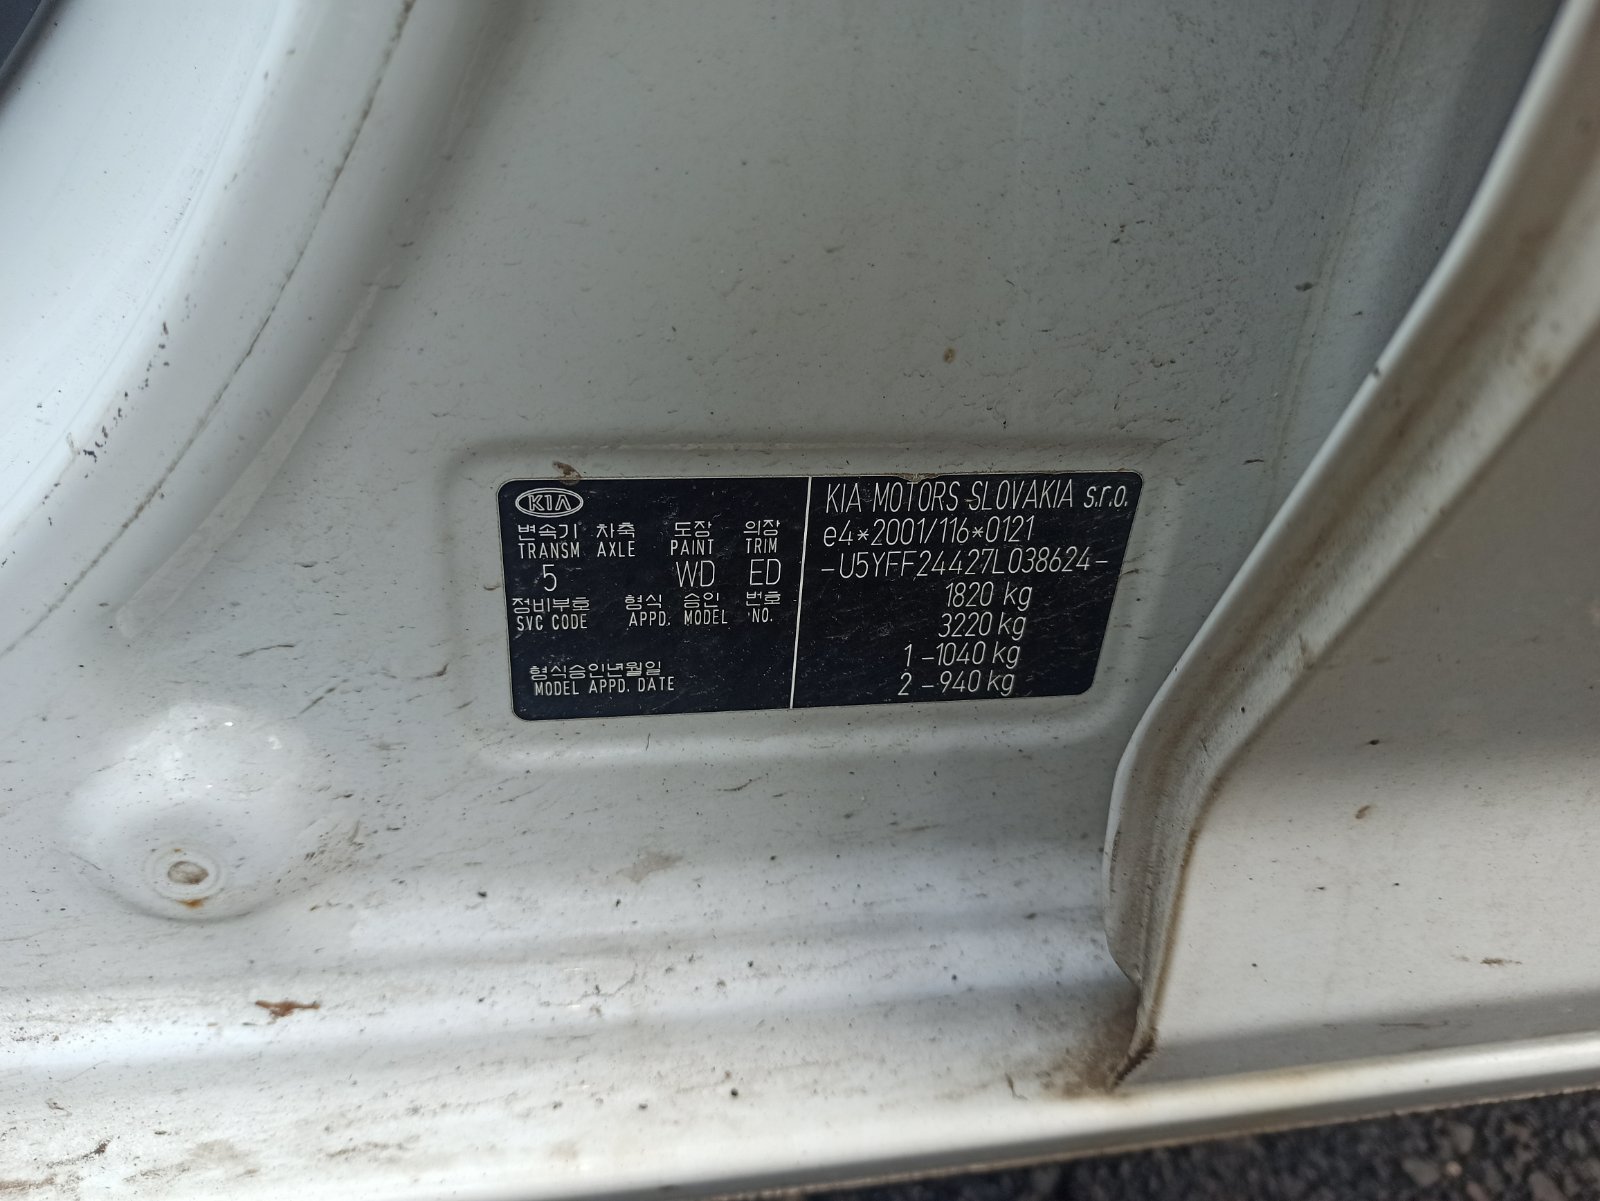 KIA
변속기 차축 도장 의장
TRANSM AXLE PAINT TRIM
5 WD ED
정비부호 형식 승인 번호
SVC CODE APPD. MODEL NO.
형식승인년월일
MODEL APPD. DATE
KIA MOTORS SLOVAKIA s.r.o.
e4*2001/116*0121
-U5YFF24427L038624-
1820 kg
3220 kg
1 -1040 kg
2 -940 kg